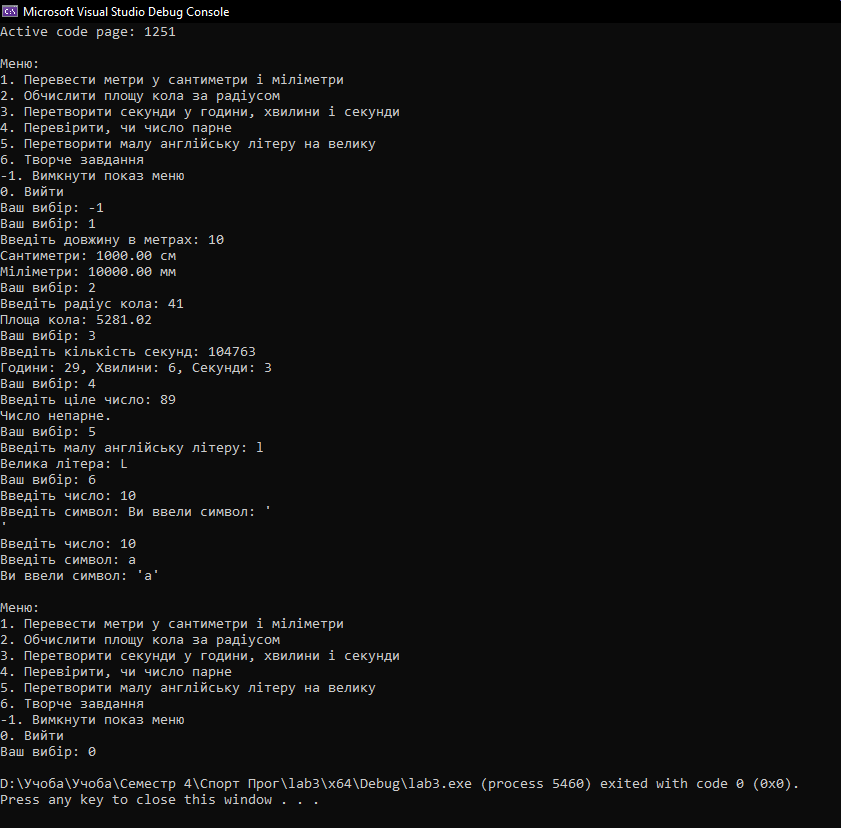 Microsoft Visual Studio Debug Console
Active code page: 1251
Меню:
1. Перевести метри у сантиметри і міліметри
2. Обчислити площу кола за радіусом
3. Перетворити секунди у години, хвилини і секунди
4. Перевірити, чи число парне
5. Перетворити малу англійську літеру на велику
6. Творче завдання
-1. Вимкнути показ меню
0. Вийти
Ваш вибір: -1
Ваш вибір: 1
Введіть довжину в метрах: 10
Сантиметри: 1000.00 см
Міліметри: 10000.00 мм
Ваш вибір: 2
Введіть радіус кола: 41
Площа кола: 5281.02
Ваш вибір: 3
Введіть кількість секунд: 104763
Години: 29, Хвилини: 6, Секунди: 3
Ваш вибір: 4
Введіть ціле число: 89
Число непарне.
Ваш вибір: 5
Введіть малу англійську літеру: l
Велика літера: L
Ваш вибір: 6
Введіть число: 10
Введіть символ: Ви ввели символ: '
'
Введіть число: 10
Введіть символ: a
Ви ввели символ: 'a'
Меню:
1. Перевести метри у сантиметри і міліметри
2. Обчислити площу кола за радіусом
3. Перетворити секунди у години, хвилини і секунди
4. Перевірити, чи число парне
5. Перетворити малу англійську літеру на велику
6. Творче завдання
-1. Вимкнути показ меню
0. Вийти
Ваш вибір: 0
D:\Учоба\Учоба\Семестр 4\Спорт Прог\lab3\x64\Debug\lab3.exe (process 5460) exited with code 0 (0x0).
Press any key to close this window . . .